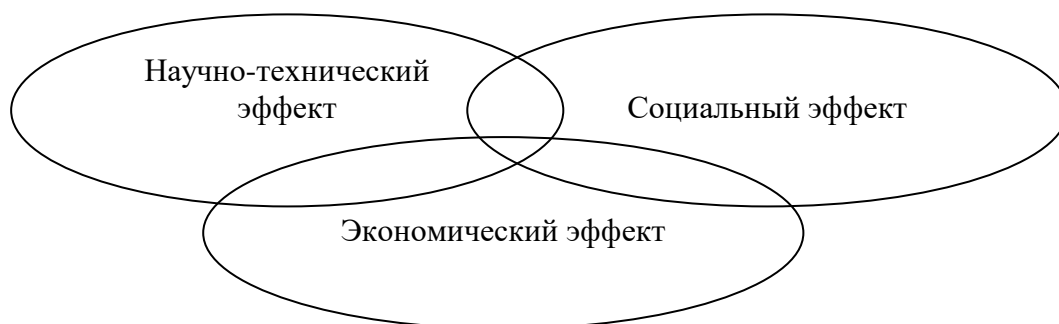 Научно-технический
эффект
Социальный эффект
Экономический эффект